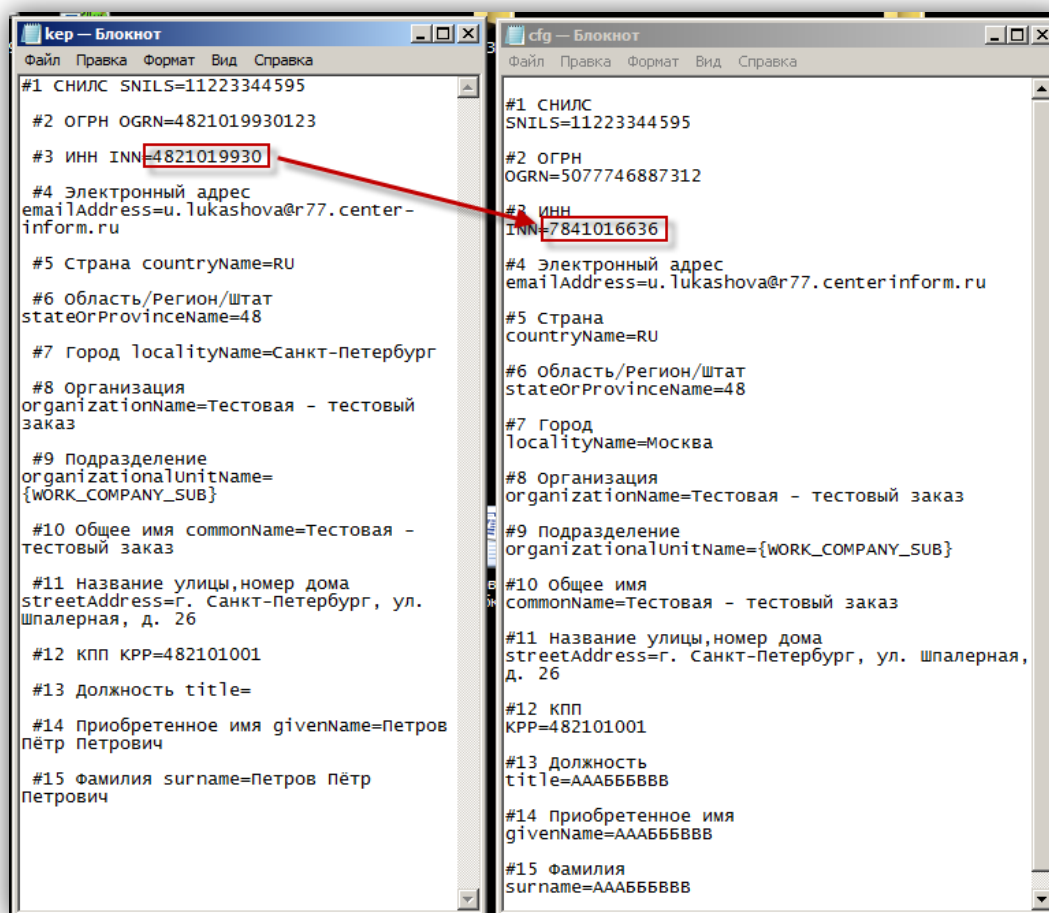 kep — Блокнот
Файл Правка Формат Вид Справка
#1 СНИЛС SNILS=11223344595
#2 ОГРН OGRN=4821019930123
#3 ИНН INN=4821019930
#4 Электронный адрес
emailAddress=u.lukashova@r77.center-
inform.ru
#5 Страна countryName=RU
#6 Область/Регион/Штат
stateOrProvinceName=48
#7 Город localityName=Санкт-Петербург
#8 Организация
organizationName=Тестовая - тестовый
заказ
#9 Подразделение
organizationalUnitName=
{WORK_COMPANY_SUB}
#10 Общее имя commonName=Тестовая -
тестовый заказ
#11 Название улицы,номер дома
streetAddress=г. Санкт-Петербург, ул.
Шпалерная, д. 26
#12 КПП KPP=482101001
#13 Должность title=
#14 Приобретенное имя givenName=Петров
Пётр Петрович
#15 Фамилия surname=Петров Пётр
Петрович
cfg — Блокнот
Файл Правка Формат Вид Справка
#1 СНИЛС
SNILS=11223344595
#2 ОГРН
OGRN=5077746887312
#3 ИНН
INN=7841016636
#4 Электронный адрес
emailAddress=u.lukashova@r77.centerinform.ru
#5 Страна
countryName=RU
#6 Область/Регион/Штат
stateOrProvinceName=48
#7 Город
localityName=Москва
#8 Организация
organizationName=Тестовая - тестовый заказ
#9 Подразделение
organizationalUnitName={WORK_COMPANY_SUB}
#10 Общее имя
commonName=Тестовая - тестовый заказ
#11 Название улицы,номер дома
streetAddress=г. Санкт-Петербург, ул. Шпалерная,
д. 26
#12 КПП
KPP=482101001
#13 Должность
title=АААБББВВВ
#14 Приобретенное имя
givenName=АААБББВВВ
#15 Фамилия
surname=АААБББВВВ